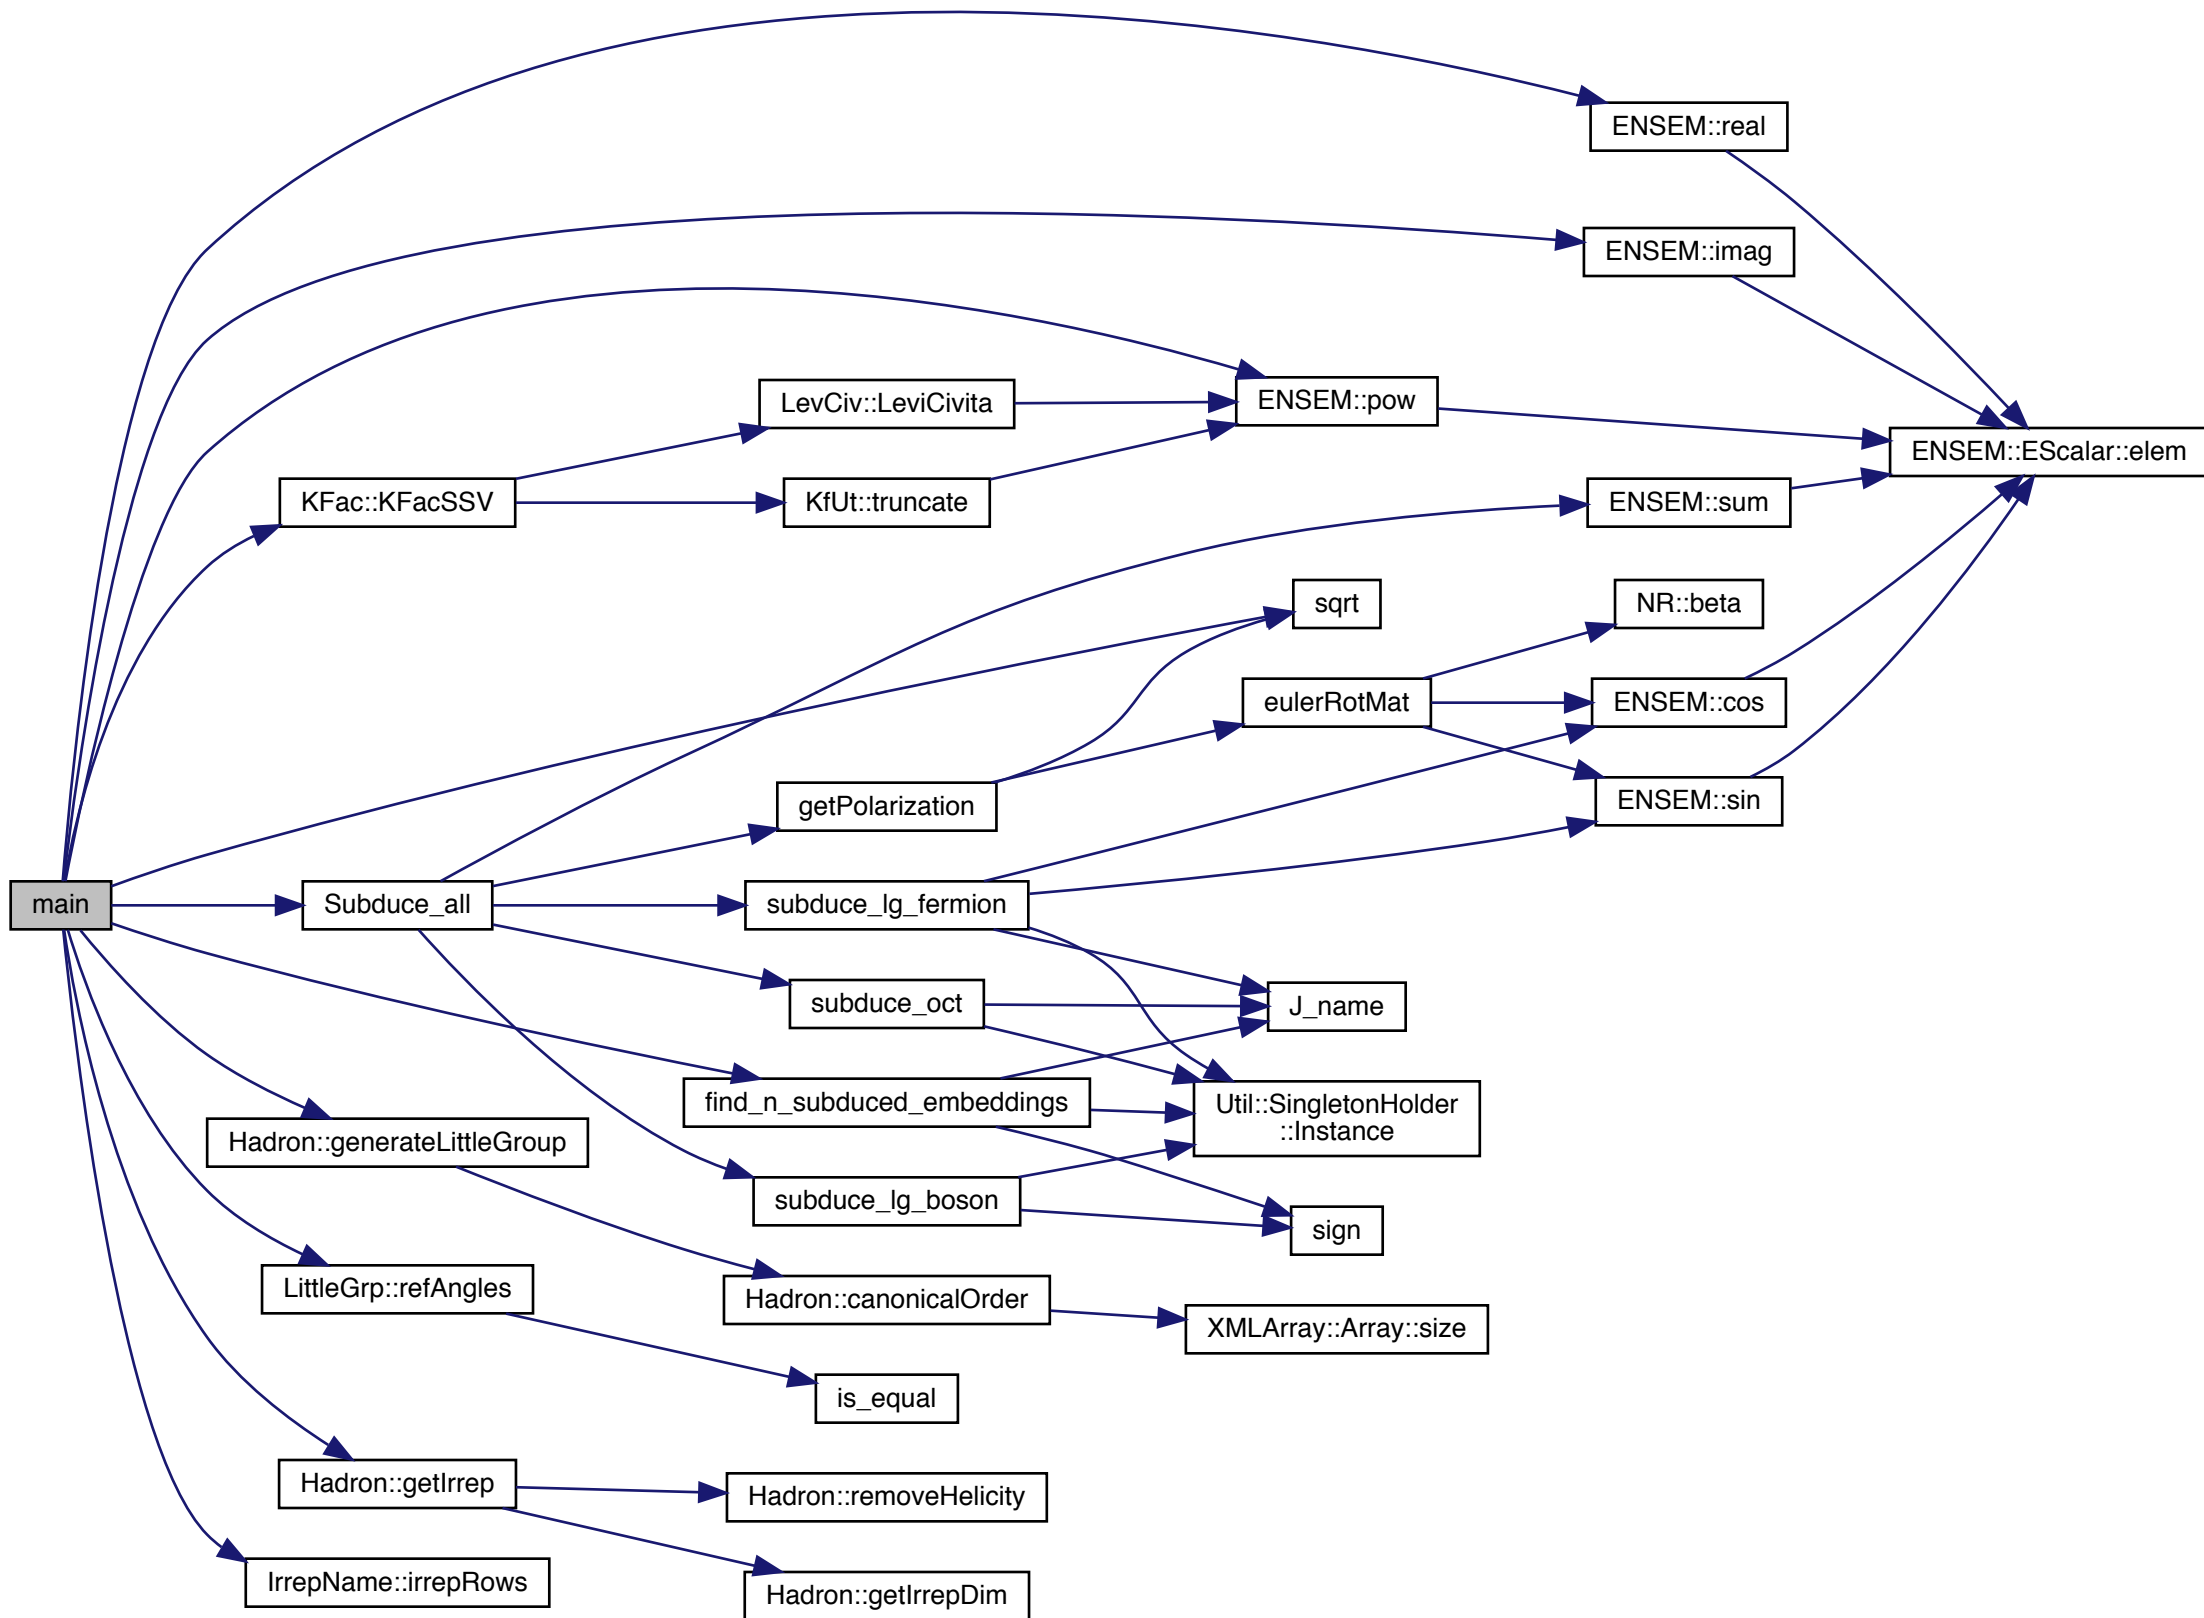 ENSEM::real
ENSEM::imag
LevCiv::LeviCivita
ENSEM::pow
ENSEM::EScalar::elem
KFac::KFacSSV
KfUt::truncate
ENSEM::sum
sqrt
NR::beta
eulerRotMat
ENSEM::cos
getPolarization
ENSEM::sin
main
Subduce_all
subduce_lg_fermion
subduce_oct
J_name
find_n_subduced_embeddings
Util::SingletonHolder
::Instance
Hadron::generateLittleGroup
subduce_lg_boson
sign
LittleGrp::refAngles
Hadron::canonicalOrder
XMLArray::Array::size
is_equal
Hadron::getIrrep
Hadron::removeHelicity
IrrepName::irrepRows
Hadron::getIrrepDim